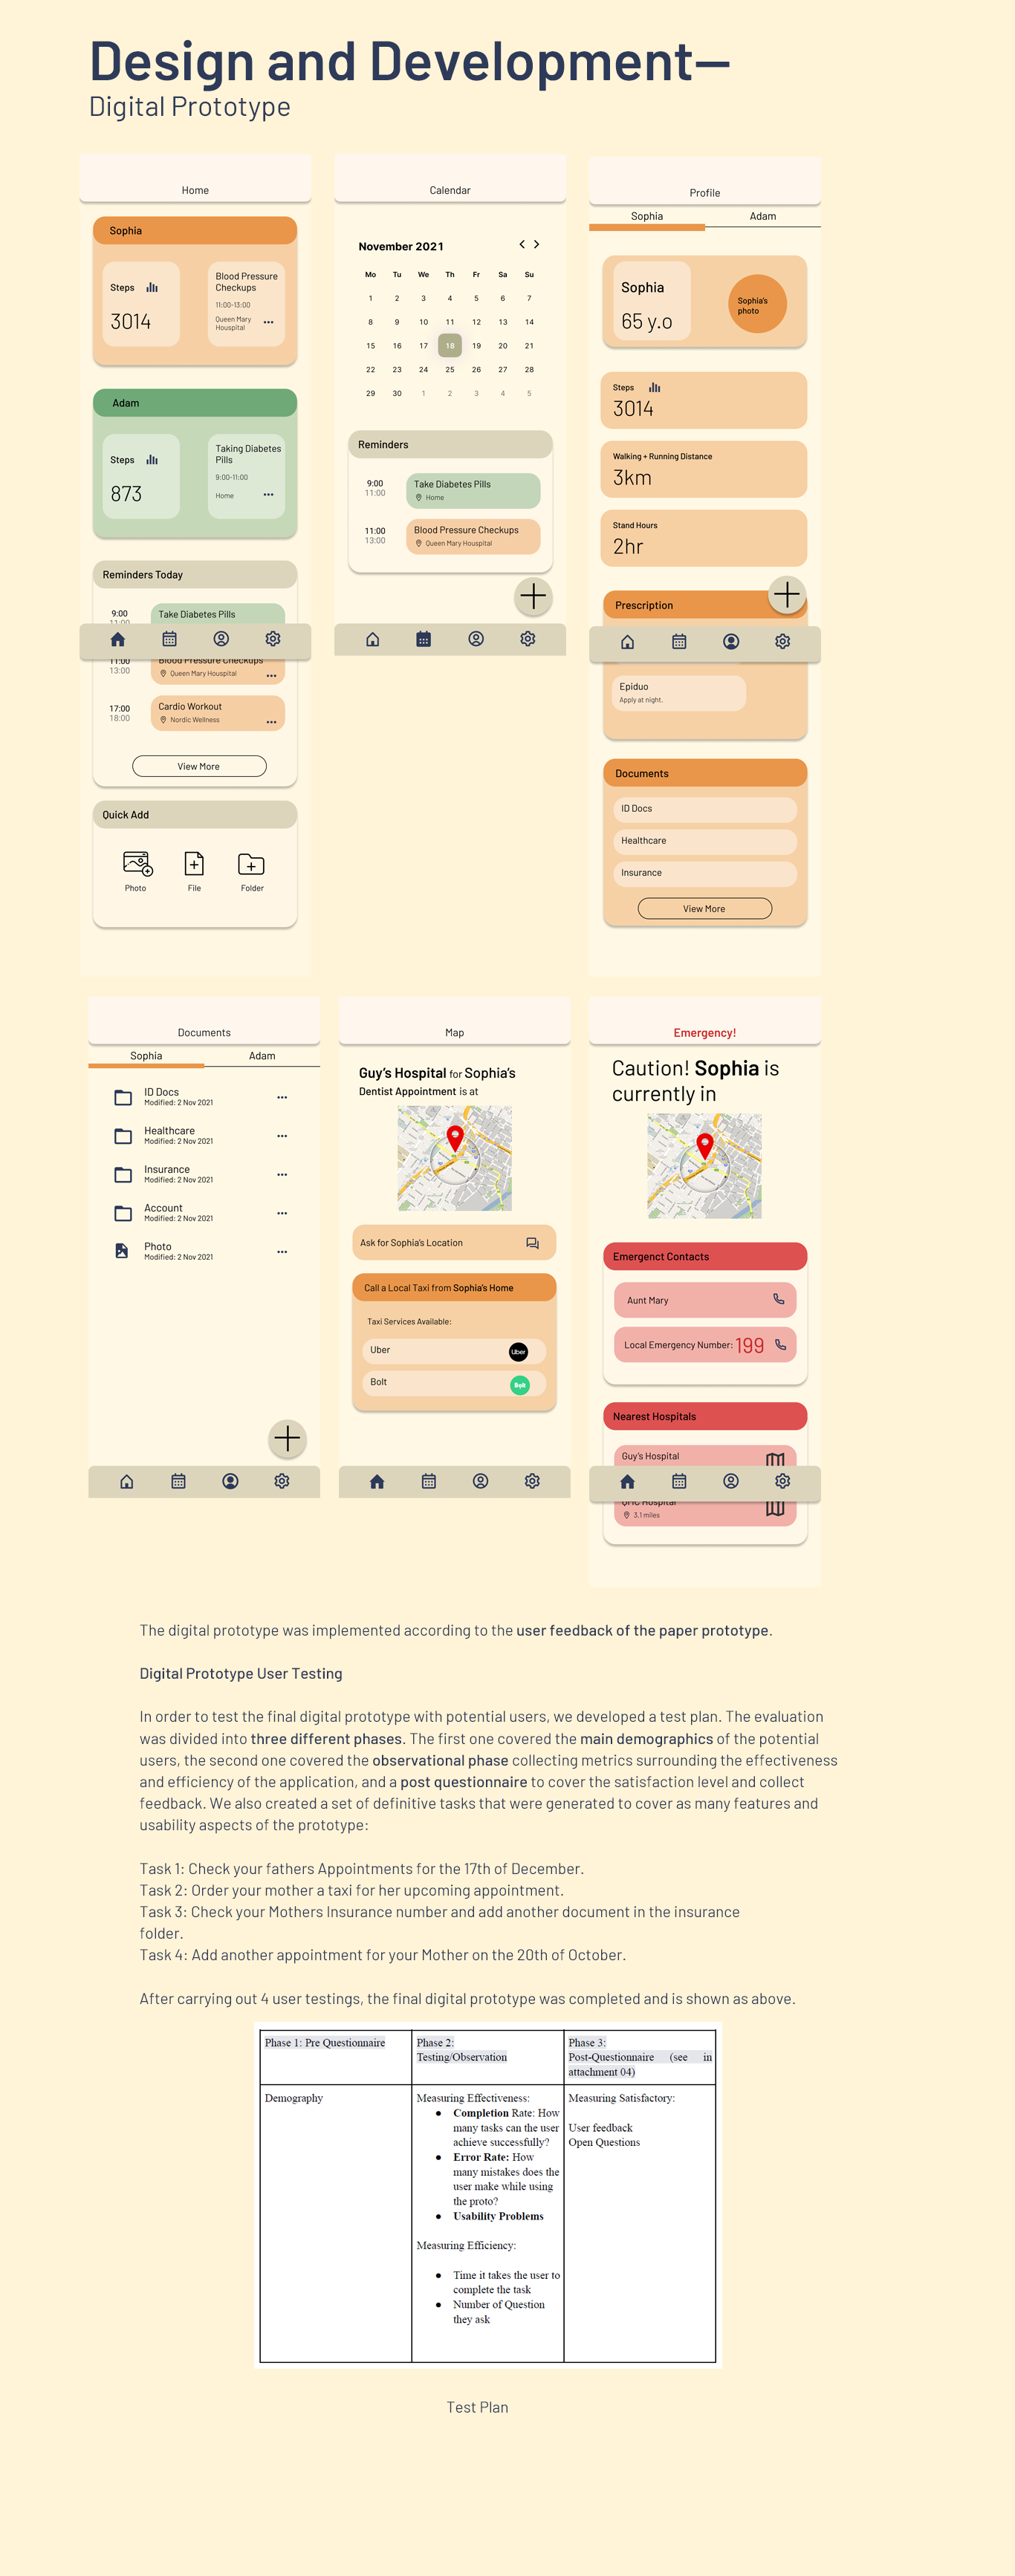 Design and Development—
Digital Prototype
Home
Sophia
Steps
3014
Blood Pressure
Checkups
11:00-13:00
Queen Mary
Houspital
Adam
Steps
873
Taking Diabetes
Pills
9:00-11:00
Home
Reminders Today
9:00
11:00
Take Diabetes Pills
11:00
13:00
Blood Pressure Checkups
Queen Mary Houspital
17:00
18:00
Cardio Workout
Nordic Wellness
View More
Quick Add
Photo
File
Folder
Calendar
November 2021
Mo Tu We Th Fr Sa Su
1 2 3 4 5 6 7
8 9 10 11 12 13 14
15 16 17 18 19 20 21
22 23 24 25 26 27 28
29 30 1 2 3 4 5
Reminders
9:00
11:00
Take Diabetes Pills
Home
11:00
13:00
Blood Pressure Checkups
Queen Mary Houspital
Profile
Sophia Adam
Sophia
65 y.o
Sophia's
photo
Steps
3014
Walking + Running Distance
3km
Stand Hours
2hr
Prescription
Epiduo
Apply at night.
Documents
ID Docs
Healthcare
Insurance
View More
Documents
Sophia Adam
ID Docs
Modified: 2 Nov 2021
Healthcare
Modified: 2 Nov 2021
Insurance
Modified: 2 Nov 2021
Account
Modified: 2 Nov 2021
Photo
Modified: 2 Nov 2021
Map
Guy's Hospital for Sophia's
Dentist Appointment is at
Ask for Sophia's Location
Call a Local Taxi from Sophia's Home
Taxi Services Available:
Uber
Uber
Bolt
Bolt
Emergency!
Caution! Sophia is
currently in
Emergenct Contacts
Aunt Mary
Local Emergency Number: 199
Nearest Hospitals
Guy's Hospital
QMC Hospital
3.1 miles
The digital prototype was implemented according to the user feedback of the paper prototype.
Digital Prototype User Testing
In order to test the final digital prototype with potential users, we developed a test plan. The evaluation
was divided into three different phases. The first one covered the main demographics of the potential
users, the second one covered the observational phase collecting metrics surrounding the effectiveness
and efficiency of the application, and a post questionnaire to cover the satisfaction level and collect
feedback. We also created a set of definitive tasks that were generated to cover as many features and
usability aspects of the prototype:
Task 1: Check your fathers Appointments for the 17th of December.
Task 2: Order your mother a taxi for her upcoming appointment.
Task 3: Check your Mothers Insurance number and add another document in the insurance
folder.
Task 4: Add another appointment for your Mother on the 20th of October.
After carrying out 4 user testings, the final digital prototype was completed and is shown as above.
Phase 1: Pre Questionnaire
Phase 2:
Testing/Observation
Phase 3:
Post-Questionnaire (see in
attachment 04)
Demography
Measuring Effectiveness:
● Completion Rate: How
many tasks can the user
achieve successfully?
● Error Rate: How
many mistakes does the
user make while using
the proto?
● Usability Problems
Measuring Efficiency:
● Time it takes the user to
complete the task
● Number of Question
they ask
Measuring Satisfactory:
User feedback
Open Questions
Test Plan